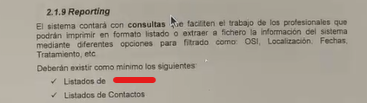 2.1.9 Reporting
El sistema contará con consultas que faciliten el trabajo de los profesionales que
podrán imprimir en formato listado o extraer a fichero la información del sistema
mediante diferentes opciones para filtrado como: OSI, Localización, Fechas,
Tratamiento, etc.
Deberán existir como mínimo los siguientes:
✓ Listados de
✓ Listados de Contactos